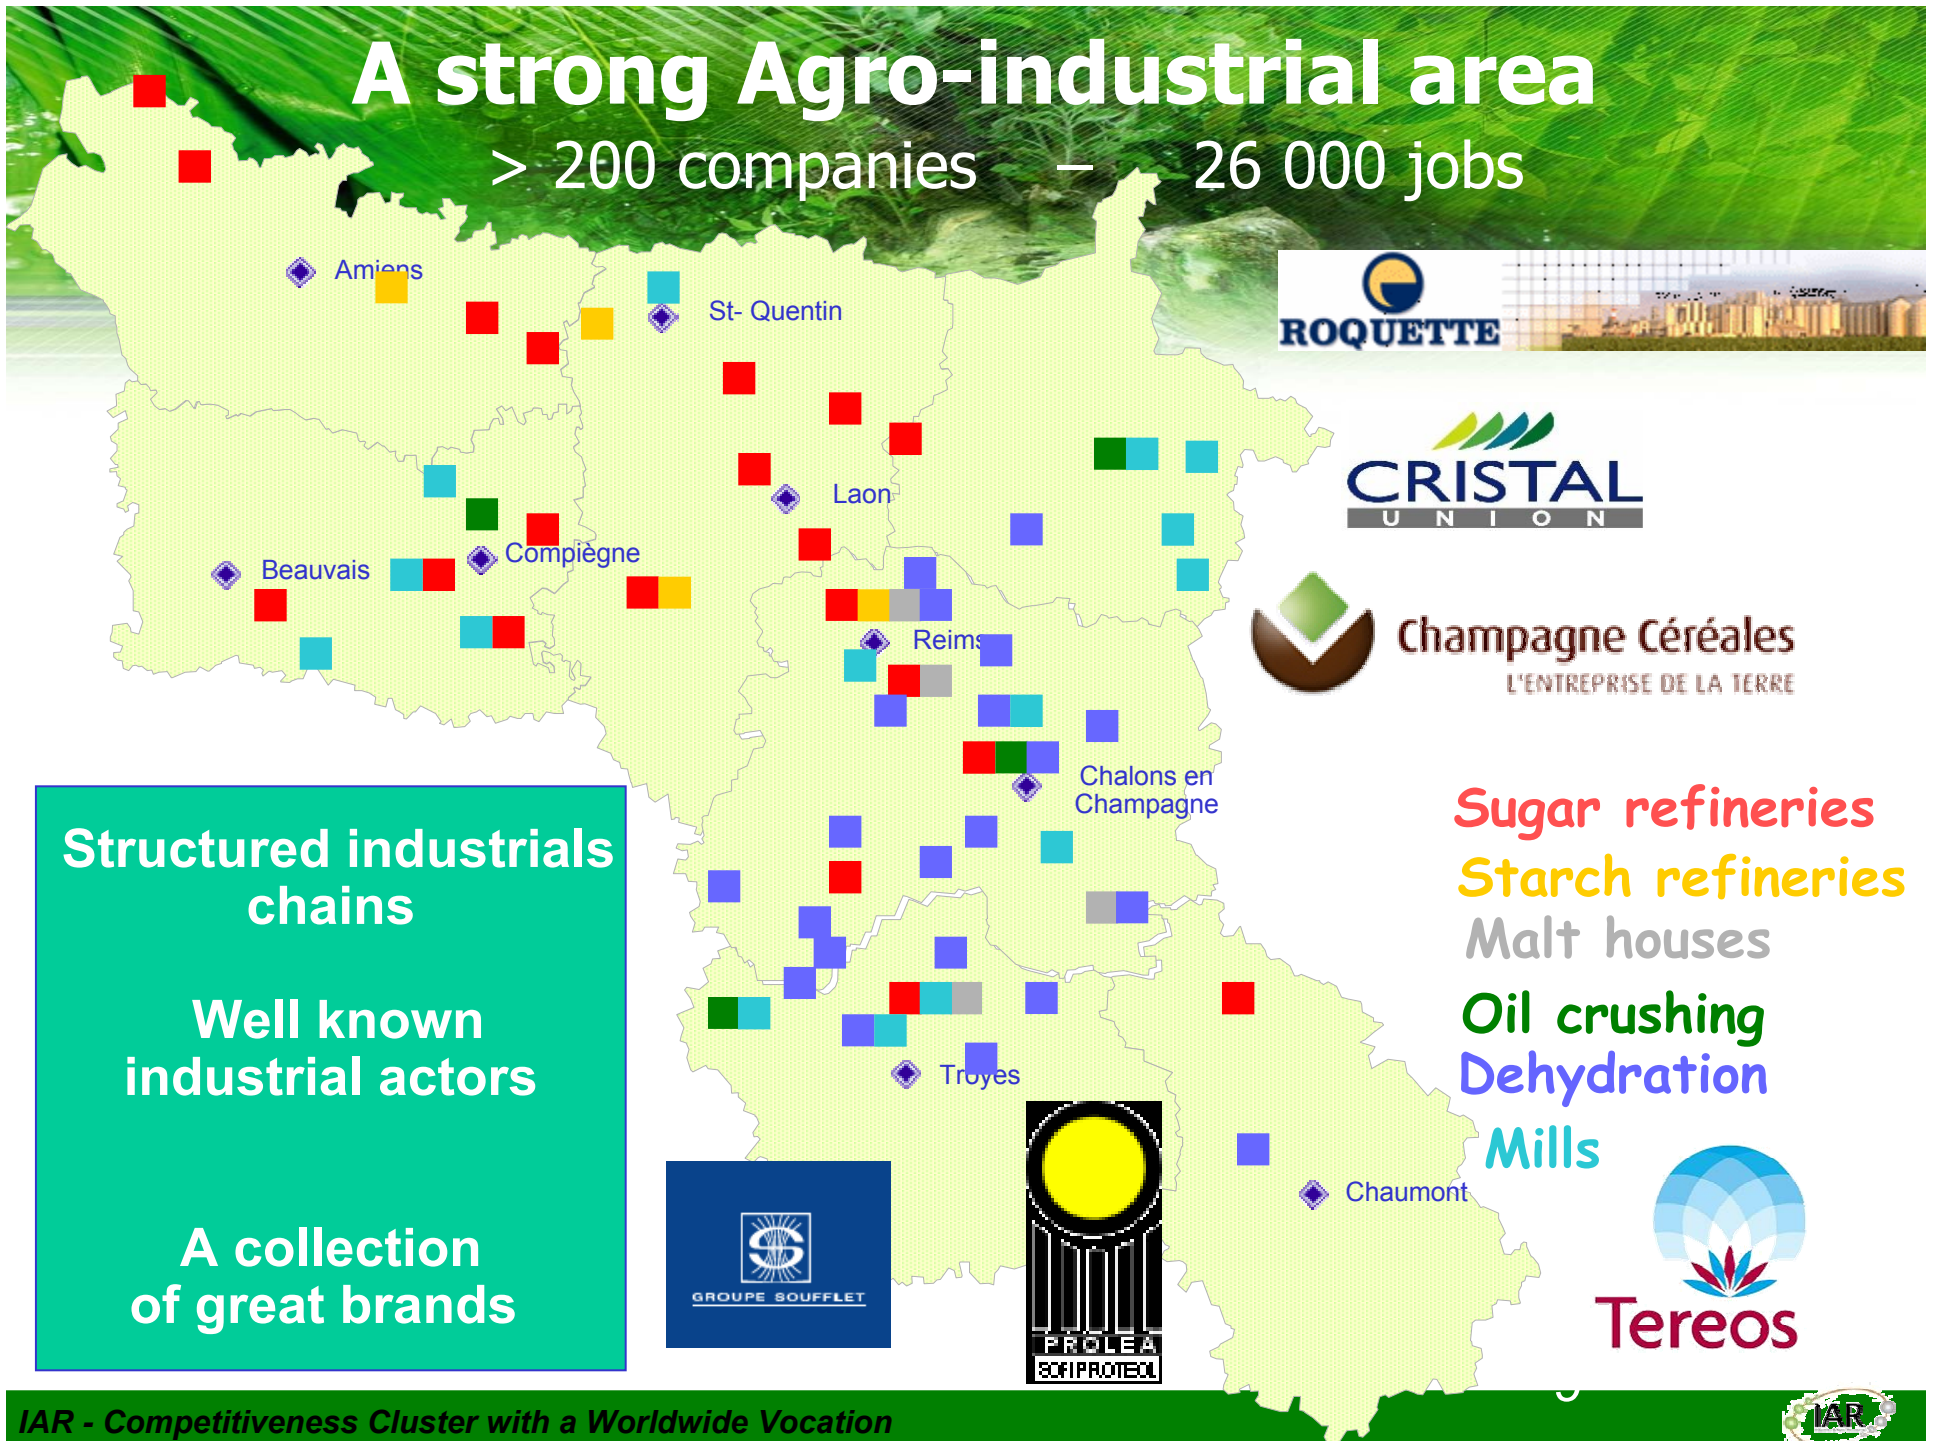 A strong Agro-industrial area
> 200 companies – 26 000 jobs
Amiens
St- Quentin
ROQUETTE
CRISTAL
UNION
Laon
Compiègne
Beauvais
Champagne Céréales
L'ENTREPRISE DE LA TERRE
Reims
Chalons en
Champagne
Sugar refineries
Starch refineries
Malt houses
Oil crushing
Dehydration
Mills
Structured industrials
chains
Well known
industrial actors
A collection
of great brands
Troyes
Chaumont
GROUPE SOUFFLET
PROLEA
SOFIPROTEOL
Tereos
IAR - Competitiveness Cluster with a Worldwide Vocation
IAR